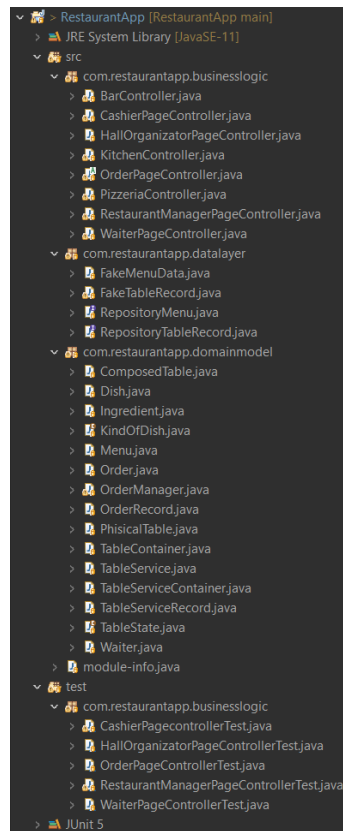 > RestaurantApp [RestaurantApp main]
JRE System Library [JavaSE-11]
src
com.restaurantapp.businesslogic
BarController.java
CashierPageController.java
HallOrganizatorPageController.java
KitchenController.java
OrderPageController.java
PizzeriaController.java
RestaurantManagerPageController.java
WaiterPageController.java
com.restaurantapp.datalayer
FakeMenuData.java
FakeTableRecord.java
RepositoryMenu.java
RepositoryTableRecord.java
com.restaurantapp.domainmodel
ComposedTable.java
Dish.java
Ingredient.java
KindOfDish.java
Menu.java
Order.java
OrderManager.java
OrderRecord.java
PhisicalTable.java
TableContainer.java
TableService.java
TableServiceContainer.java
TableServiceRecord.java
TableState.java
Waiter.java
module-info.java
test
com.restaurantapp.businesslogic
CashierPagecontrollerTest.java
HallOrganizatorPageControllerTest.java
OrderPageControllerTest.java
RestaurantManagerPageControllerTest.java
WaiterPageControllerTest.java
JUnit 5